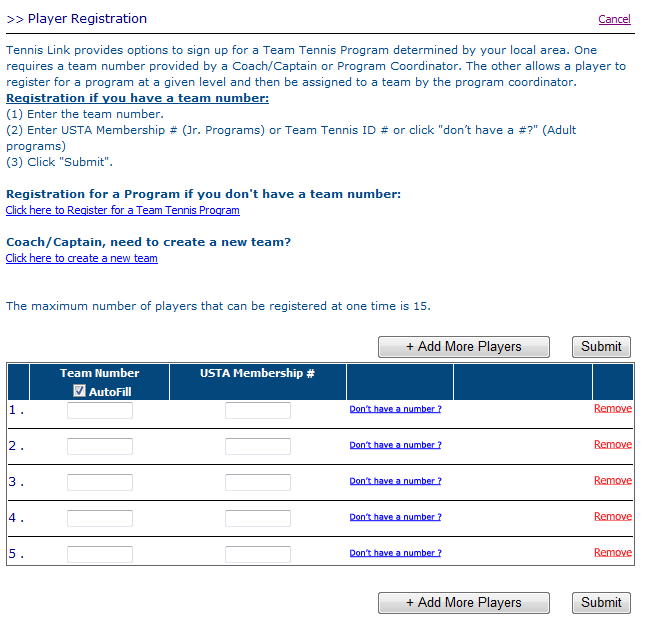 >> Player Registration
Cancel
Tennis Link provides options to sign up for a Team Tennis Program determined by your local area. One
requires a team number provided by a Coach/Captain or Program Coordinator. The other allows a player to
register for a program at a given level and then be assigned to a team by the program coordinator.
Registration if you have a team number:
(1) Enter the team number.
(2) Enter USTA Membership # (Jr. Programs) or Team Tennis ID # or click "don't have a #?" (Adult
programs)
(3) Click "Submit".
Registration for a Program if you don't have a team number:
Click here to Register for a Team Tennis Program
Coach/Captain, need to create a new team?
Click here to create a new team
The maximum number of players that can be registered at one time is 15.
+ Add More Players Submit
Team Number USTA Membership #
AutoFill
1 . Don't have a number ? Remove
2 . Don't have a number ? Remove
3 . Don't have a number ? Remove
4 . Don't have a number ? Remove
5 . Don't have a number ? Remove
+ Add More Players Submit